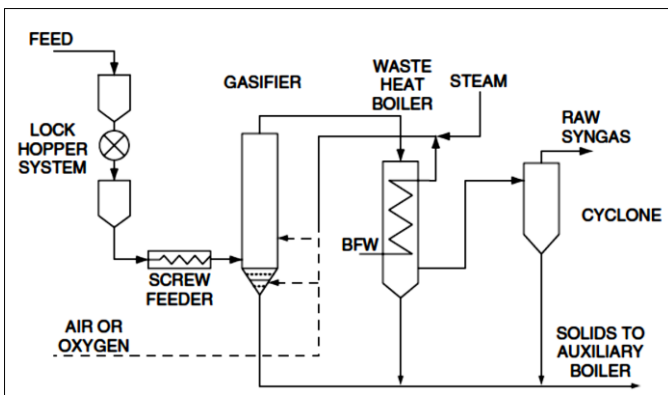 FEED
LOCK
HOPPER
SYSTEM
SCREW
FEEDER
AIR OR
OXYGEN
GASIFIER
WASTE
HEAT
BOILER
STEAM
BFW
RAW
SYNGAS
CYCLONE
SOLIDS TO
AUXILIARY
BOILER